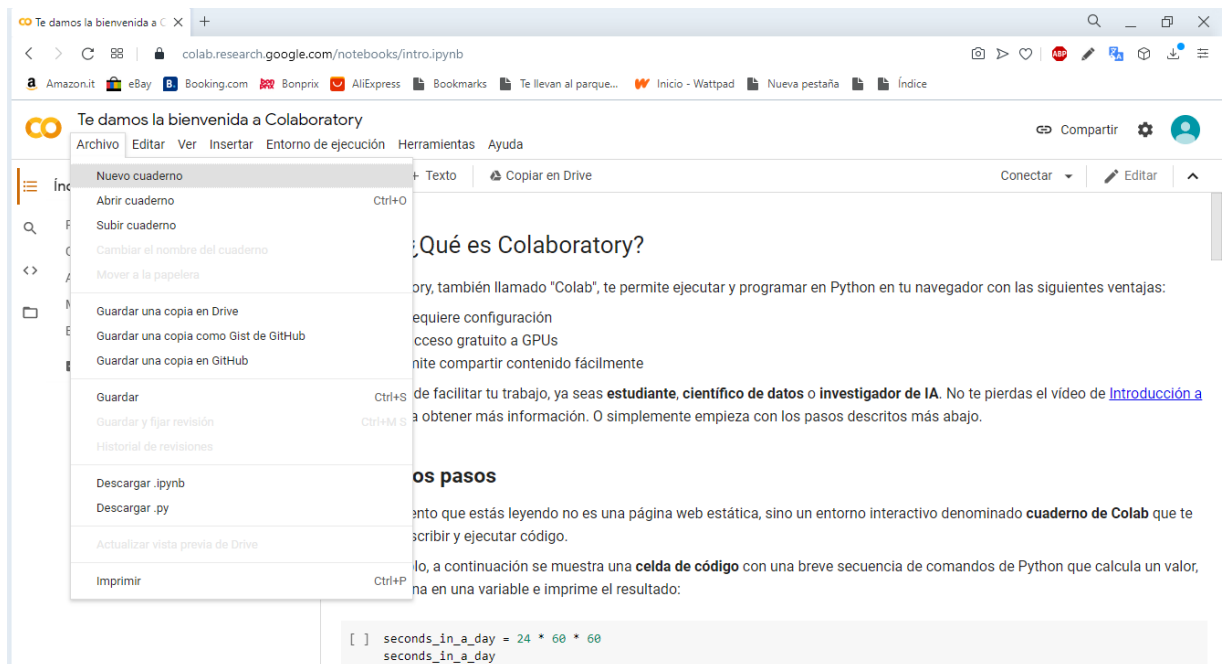 Te damos la bienvenida a C
colab.research.google.com/notebooks/intro.ipynb
ABP
a Amazon.it eBay B. Booking.com Bonprix AliExpress Bookmarks Te llevan al parque... Inicio - Wattpad Nueva pestaña Índice
Te damos la bienvenida a Colaboratory
Archivo Editar Ver Insertar Entorno de ejecución Herramientas Ayuda
Compartir
Nuevo cuaderno
+ Texto Copiar en Drive Conectar Editar
Abrir cuaderno Ctrl+O
Subir cuaderno
Cambiar el nombre del cuaderno
Mover a la papelera
Guardar una copia en Drive
Guardar una copia como Gist de GitHub
Guardar una copia en GitHub
Guardar Ctrl+S
Guardar y fijar revisión Ctrl+M S
Historial de revisiones
Descargar .ipynb
Descargar .py
Actualizar vista previa de Drive
Imprimir Ctrl+P
¿Qué es Colaboratory?
ory, también llamado "Colab", te permite ejecutar y programar en Python en tu navegador con las siguientes ventajas:
equiere configuración
cceso gratuito a GPUs
mite compartir contenido fácilmente
de facilitar tu trabajo, ya seas estudiante, científico de datos o investigador de IA. No te pierdas el vídeo de Introducción a
a obtener más información. O simplemente empieza con los pasos descritos más abajo.
os pasos
ento que estás leyendo no es una página web estática, sino un entorno interactivo denominado cuaderno de Colab que te
scribir y ejecutar código.
lo, a continuación se muestra una celda de código con una breve secuencia de comandos de Python que calcula un valor,
na en una variable e imprime el resultado:
[ ] seconds_in_a_day = 24 * 60 * 60
seconds_in_a_day